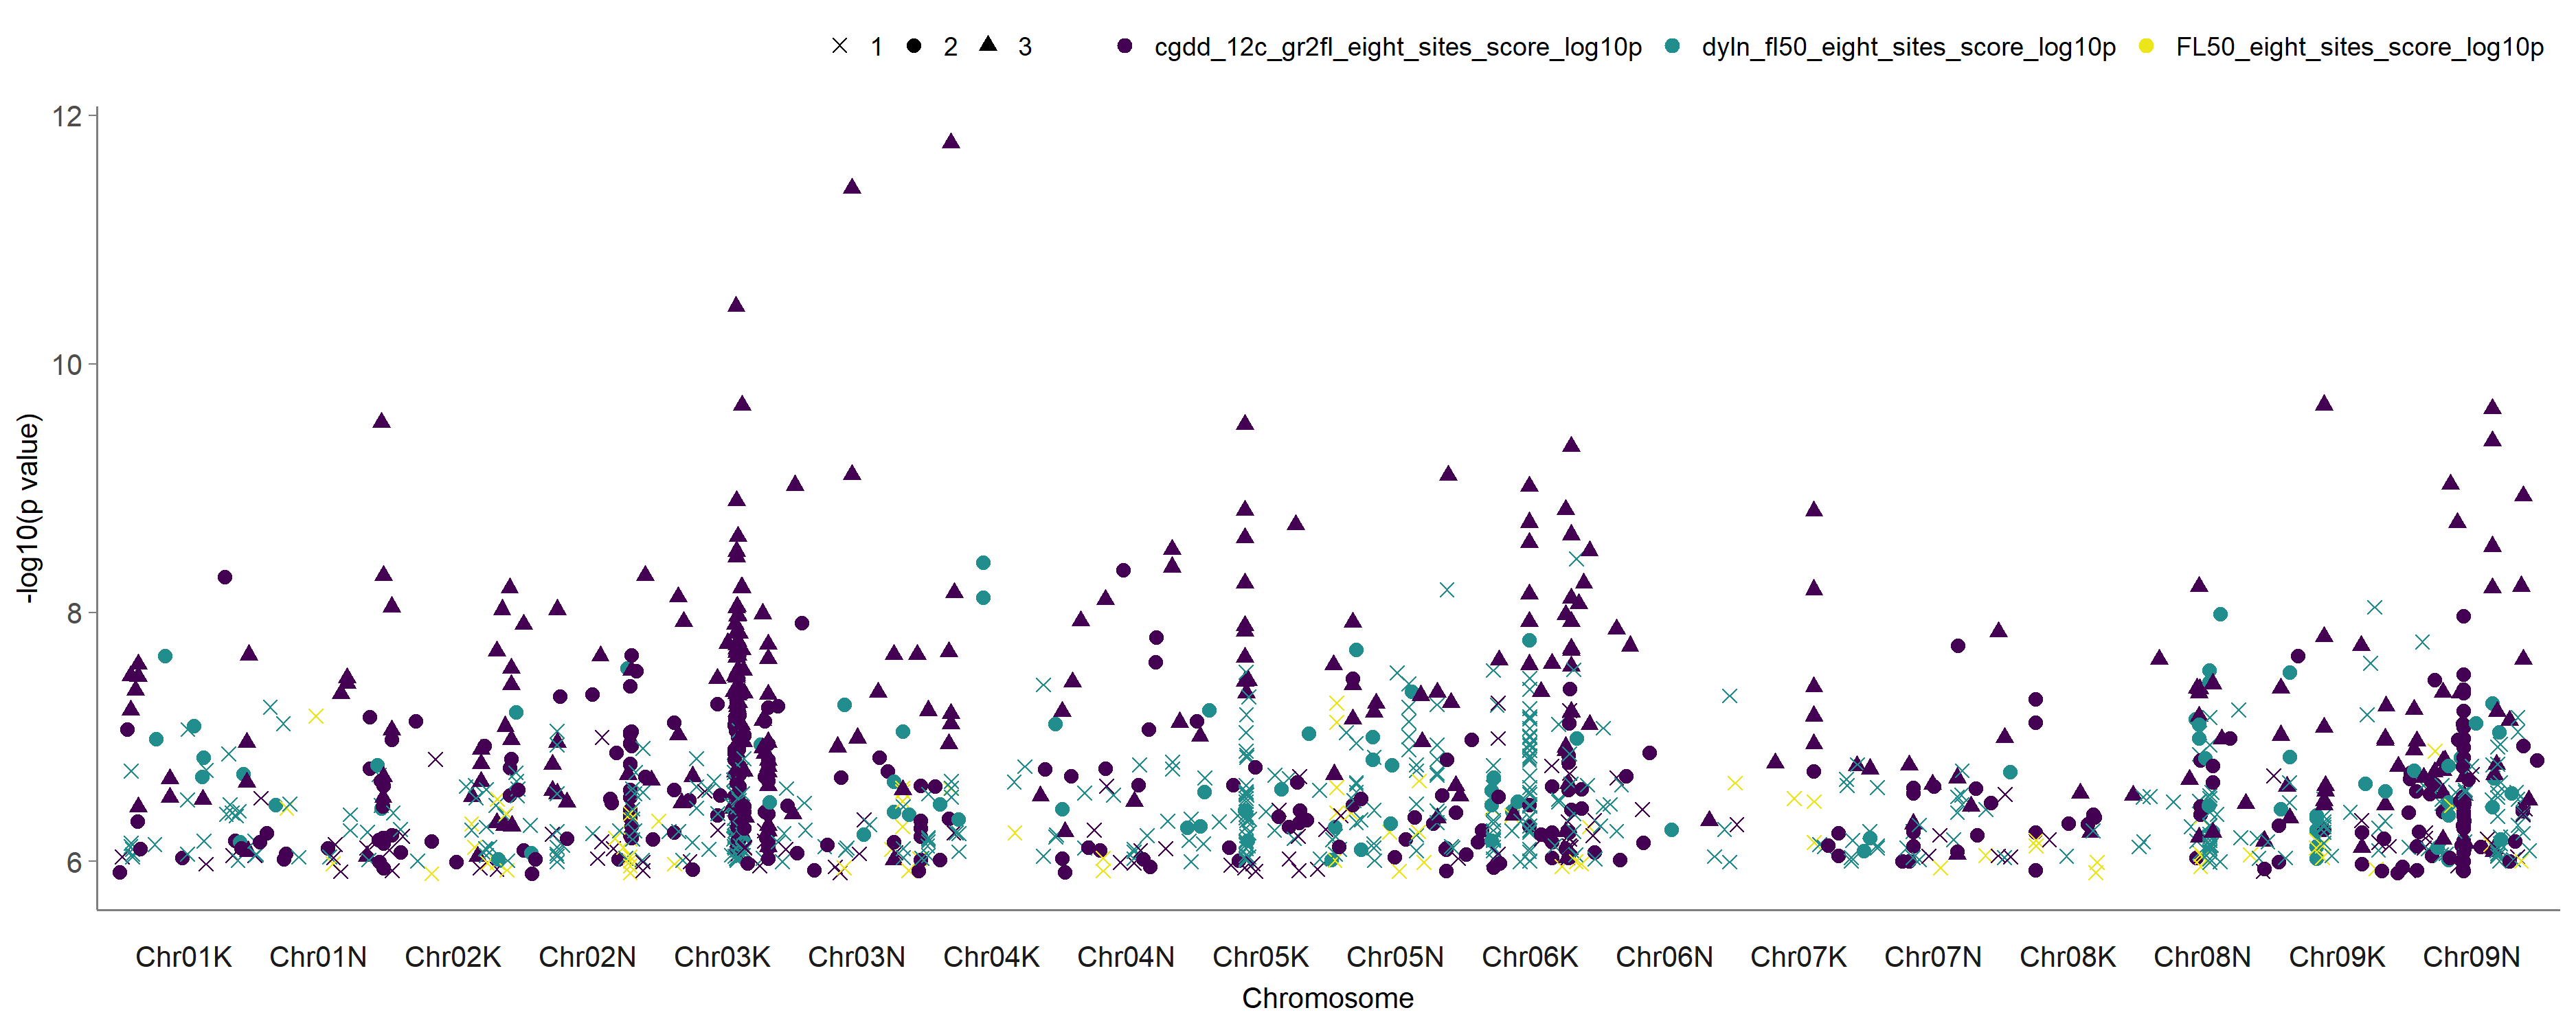 1 2 3 cgdd_12c_gr2fl_eight_sites_score_log10p dyln_fl50_eight_sites_score_log10p FL50_eight_sites_score_log10p
12
10
8
6
-log10(p value)
Chr01K Chr01N Chr02K Chr02N Chr03K Chr03N Chr04K Chr04N Chr05K Chr05N Chr06K Chr06N Chr07K Chr07N Chr08K Chr08N Chr09K Chr09N
Chromosome